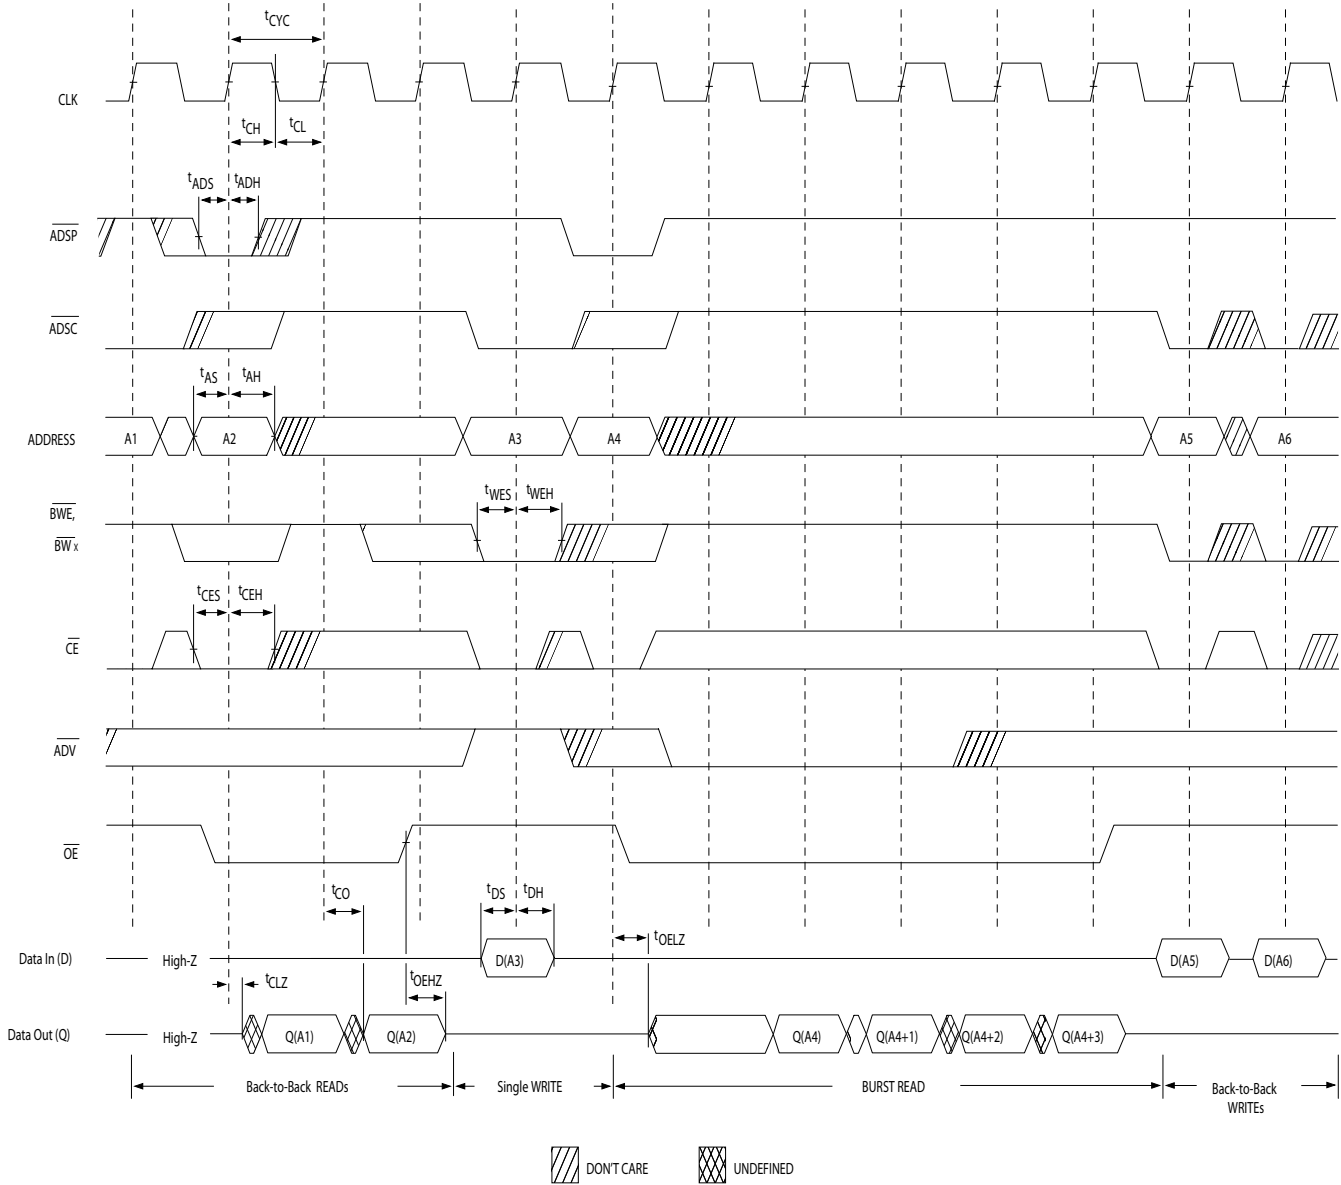 tCYC
CLK
tCH
tCL
tADS
tADH
ADSP
ADSC
tAS
tAH
ADDRESS
A1
A2
A3
A4
A5
A6
tWES
tWEH
BWE,
BWx
tCES
tCEH
CE
ADV
OE
tCO
tDS
tDH
tOELZ
Data In (D)
High-Z
D(A3)
D(A5)
D(A6)
tCLZ
tOEHZ
Data Out (Q)
High-Z
Q(A1)
Q(A2)
Q(A4)
Q(A4+1)
Q(A4+2)
Q(A4+3)
Back-to-Back READs
Single WRITE
BURST READ
Back-to-Back
WRITEs
DON'T CARE
UNDEFINED